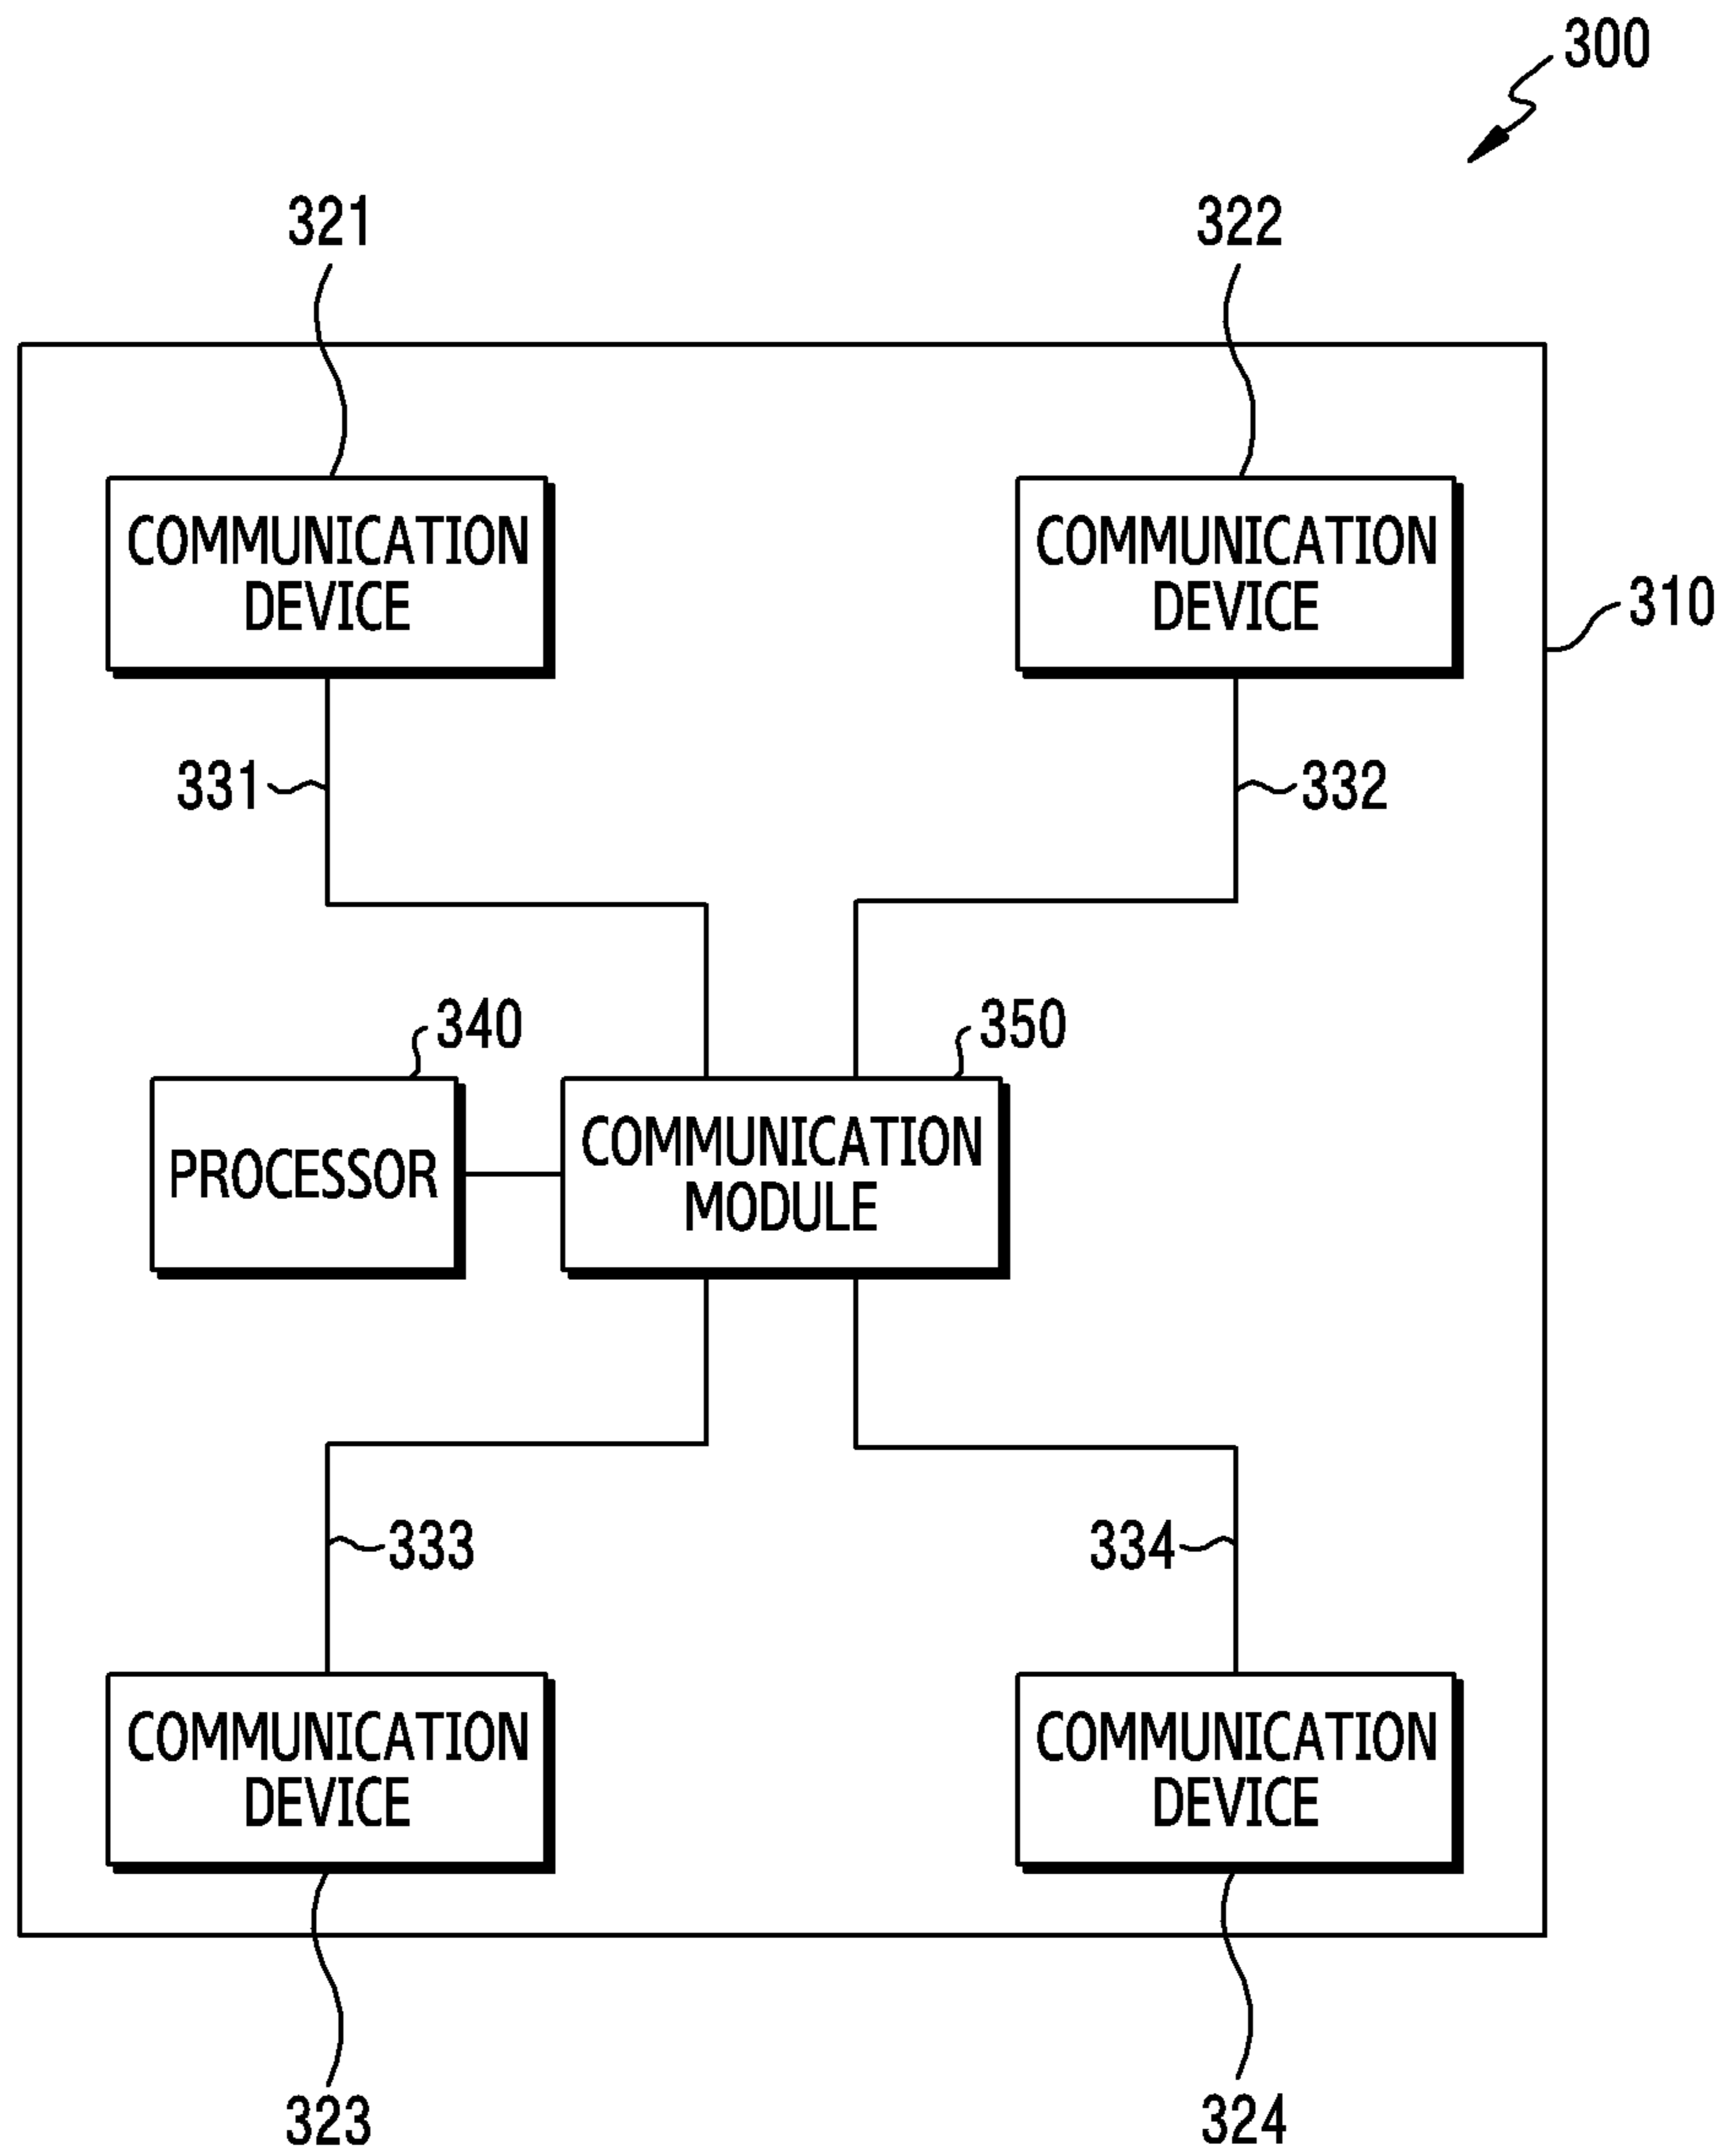 300
321
322
COMMUNICATION
DEVICE
COMMUNICATION
DEVICE
310
331
332
340
350
PROCESSOR
COMMUNICATION
MODULE
333
334
COMMUNICATION
DEVICE
COMMUNICATION
DEVICE
323
324